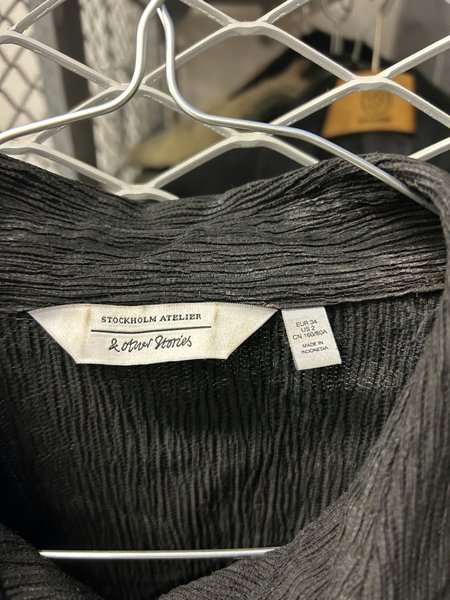 STOCKHOLM ATELIER
& Other Stories
EUR 34
US 2
CN 160/80A
MADE IN
INDONESIA